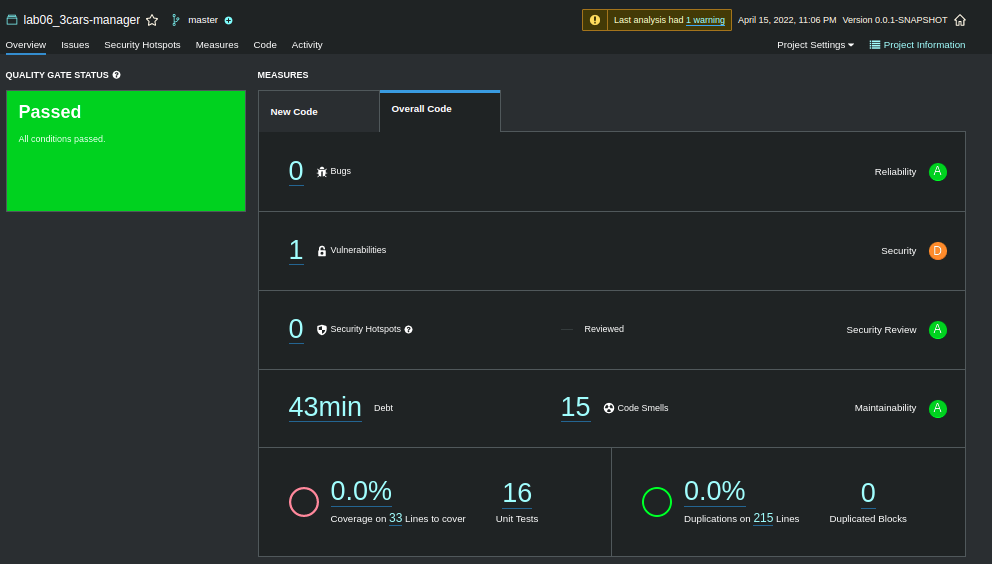 lab06_3cars-manager master Last analysis had 1 warning April 15, 2022, 11:06 PM Version 0.0.1-SNAPSHOT
Overview Issues Security Hotspots Measures Code Activity Project Settings Project Information
QUALITY GATE STATUS
Passed
All conditions passed.
MEASURES
New Code Overall Code
0 Bugs Reliability A
1 Vulnerabilities Security D
0 Security Hotspots Reviewed Security Review A
43min Debt 15 Code Smells Maintainability A
0.0% 16
Coverage on 33 Lines to cover Unit Tests
0.0% 0
Duplications on 215 Lines Duplicated Blocks